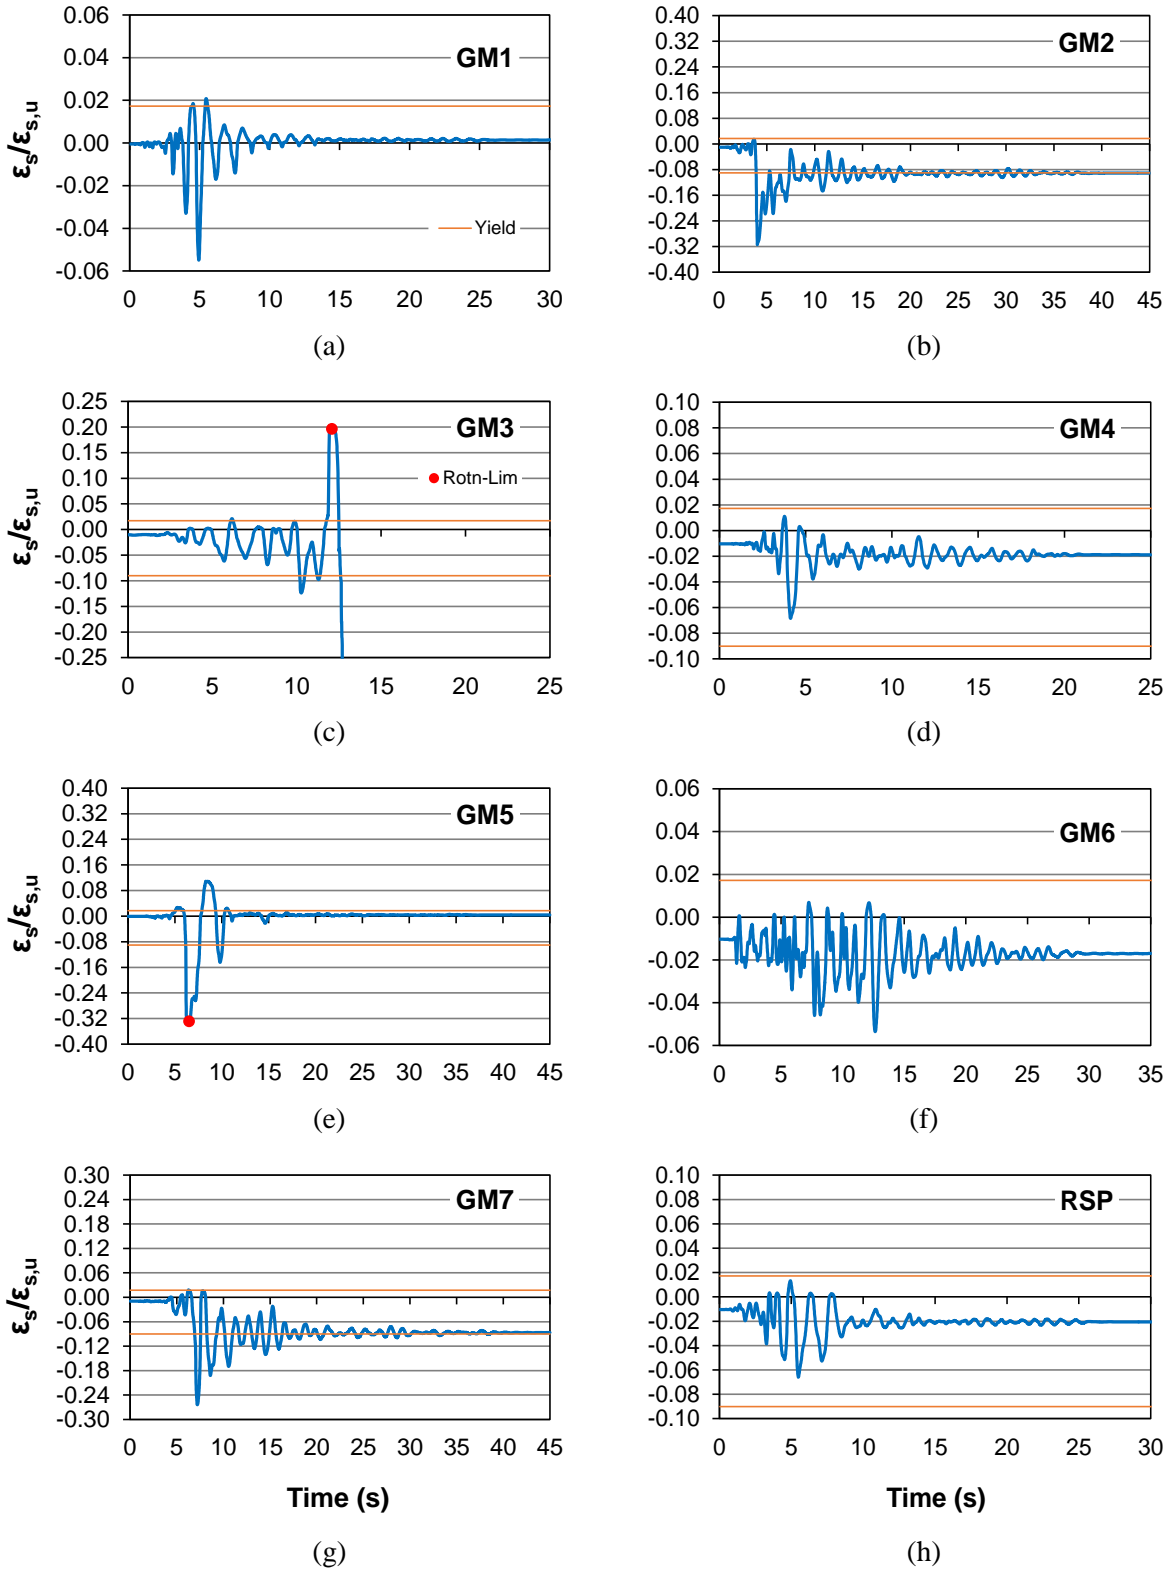 0.06
0.04
0.02
0.00
-0.02
-0.04
-0.06
εs/εs,u
GM1
Yield
0 5 10 15 20 25 30
(a)
0.40
0.32
0.24
0.16
0.08
0.00
-0.08
-0.16
-0.24
-0.32
-0.40
GM2
0 5 10 15 20 25 30 35 40 45
(b)
0.25
0.20
0.15
0.10
0.05
0.00
-0.05
-0.10
-0.15
-0.20
-0.25
εs/εs,u
GM3
Rotn-Lim
0 5 10 15 20 25
(c)
0.10
0.08
0.06
0.04
0.02
0.00
-0.02
-0.04
-0.06
-0.08
-0.10
GM4
0 5 10 15 20 25
(d)
0.40
0.32
0.24
0.16
0.08
0.00
-0.08
-0.16
-0.24
-0.32
-0.40
εs/εs,u
GM5
0 5 10 15 20 25 30 35 40 45
(e)
0.06
0.04
0.02
0.00
-0.02
-0.04
-0.06
GM6
0 5 10 15 20 25 30 35
(f)
0.30
0.24
0.18
0.12
0.06
0.00
-0.06
-0.12
-0.18
-0.24
-0.30
εs/εs,u
GM7
0 5 10 15 20 25 30 35 40 45
Time (s)
(g)
0.10
0.08
0.06
0.04
0.02
0.00
-0.02
-0.04
-0.06
-0.08
-0.10
RSP
0 5 10 15 20 25 30
Time (s)
(h)